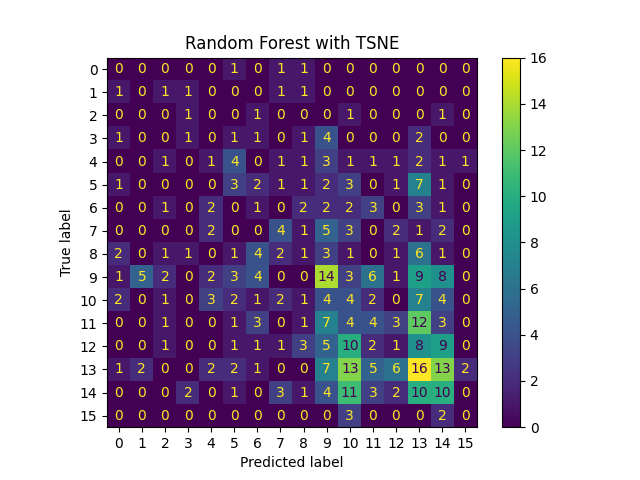 Random Forest with TSNE
0 0 0 0 0 0 1 0 1 1 0 0 0 0 0 0 0
1 1 0 1 1 0 0 0 1 1 0 0 0 0 0 0 0
2 0 0 0 1 0 0 1 0 0 0 1 0 0 0 1 0
3 1 0 0 1 0 1 1 0 1 4 0 0 0 2 0 0
4 0 0 1 0 1 4 0 1 1 3 1 1 1 2 1 1
5 1 0 0 0 0 3 2 1 1 2 3 0 1 7 1 0
6 0 0 1 0 2 0 1 0 2 2 2 3 0 3 1 0
7 0 0 0 0 2 0 0 4 1 5 3 0 2 1 2 0
8 2 0 1 1 0 1 4 2 1 3 1 0 1 6 1 0
9 1 5 2 0 2 3 4 0 0 14 3 6 1 9 8 0
10 2 0 1 0 3 2 1 2 1 4 4 2 0 7 4 0
11 0 0 1 0 0 1 3 0 1 7 4 4 3 12 3 0
12 0 0 1 0 0 1 1 1 3 5 10 2 1 8 9 0
13 1 2 0 0 2 2 1 0 0 7 13 5 6 16 13 2
14 0 0 0 2 0 1 0 3 1 4 11 3 2 10 10 0
15 0 0 0 0 0 0 0 0 0 0 3 0 0 0 2 0
0 1 2 3 4 5 6 7 8 9 10 11 12 13 14 15
Predicted label
True label
16
14
12
10
8
6
4
2
0